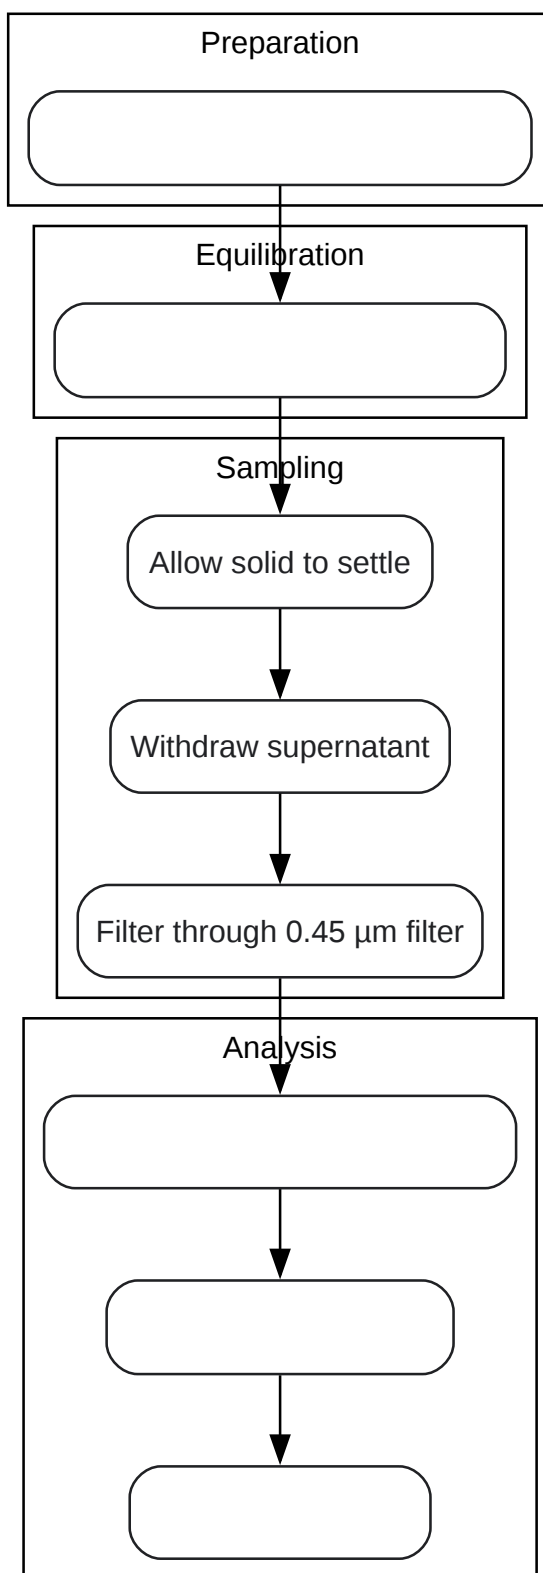 Preparation
Equilibration
Sampling
Allow solid to settle
Withdraw supernatant
Filter through 0.45 µm filter
Analysis